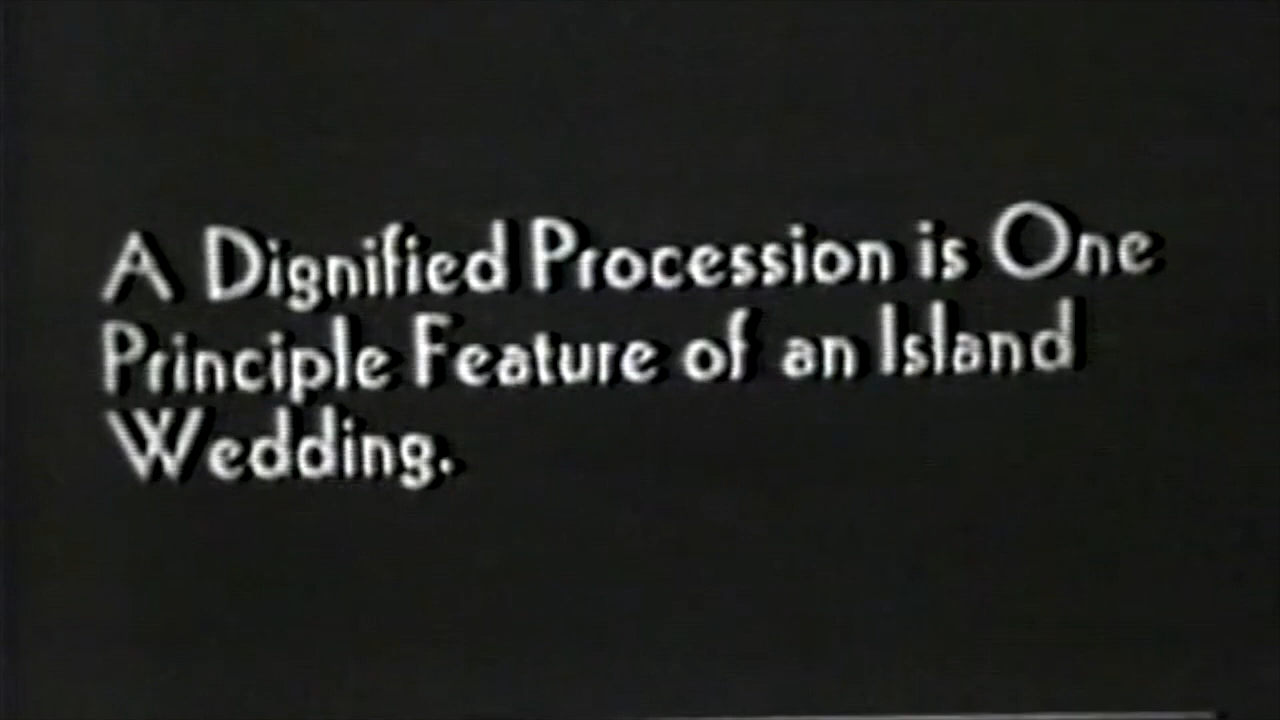 A Dignified Procession is One
Principle Feature of an Island
Wedding.